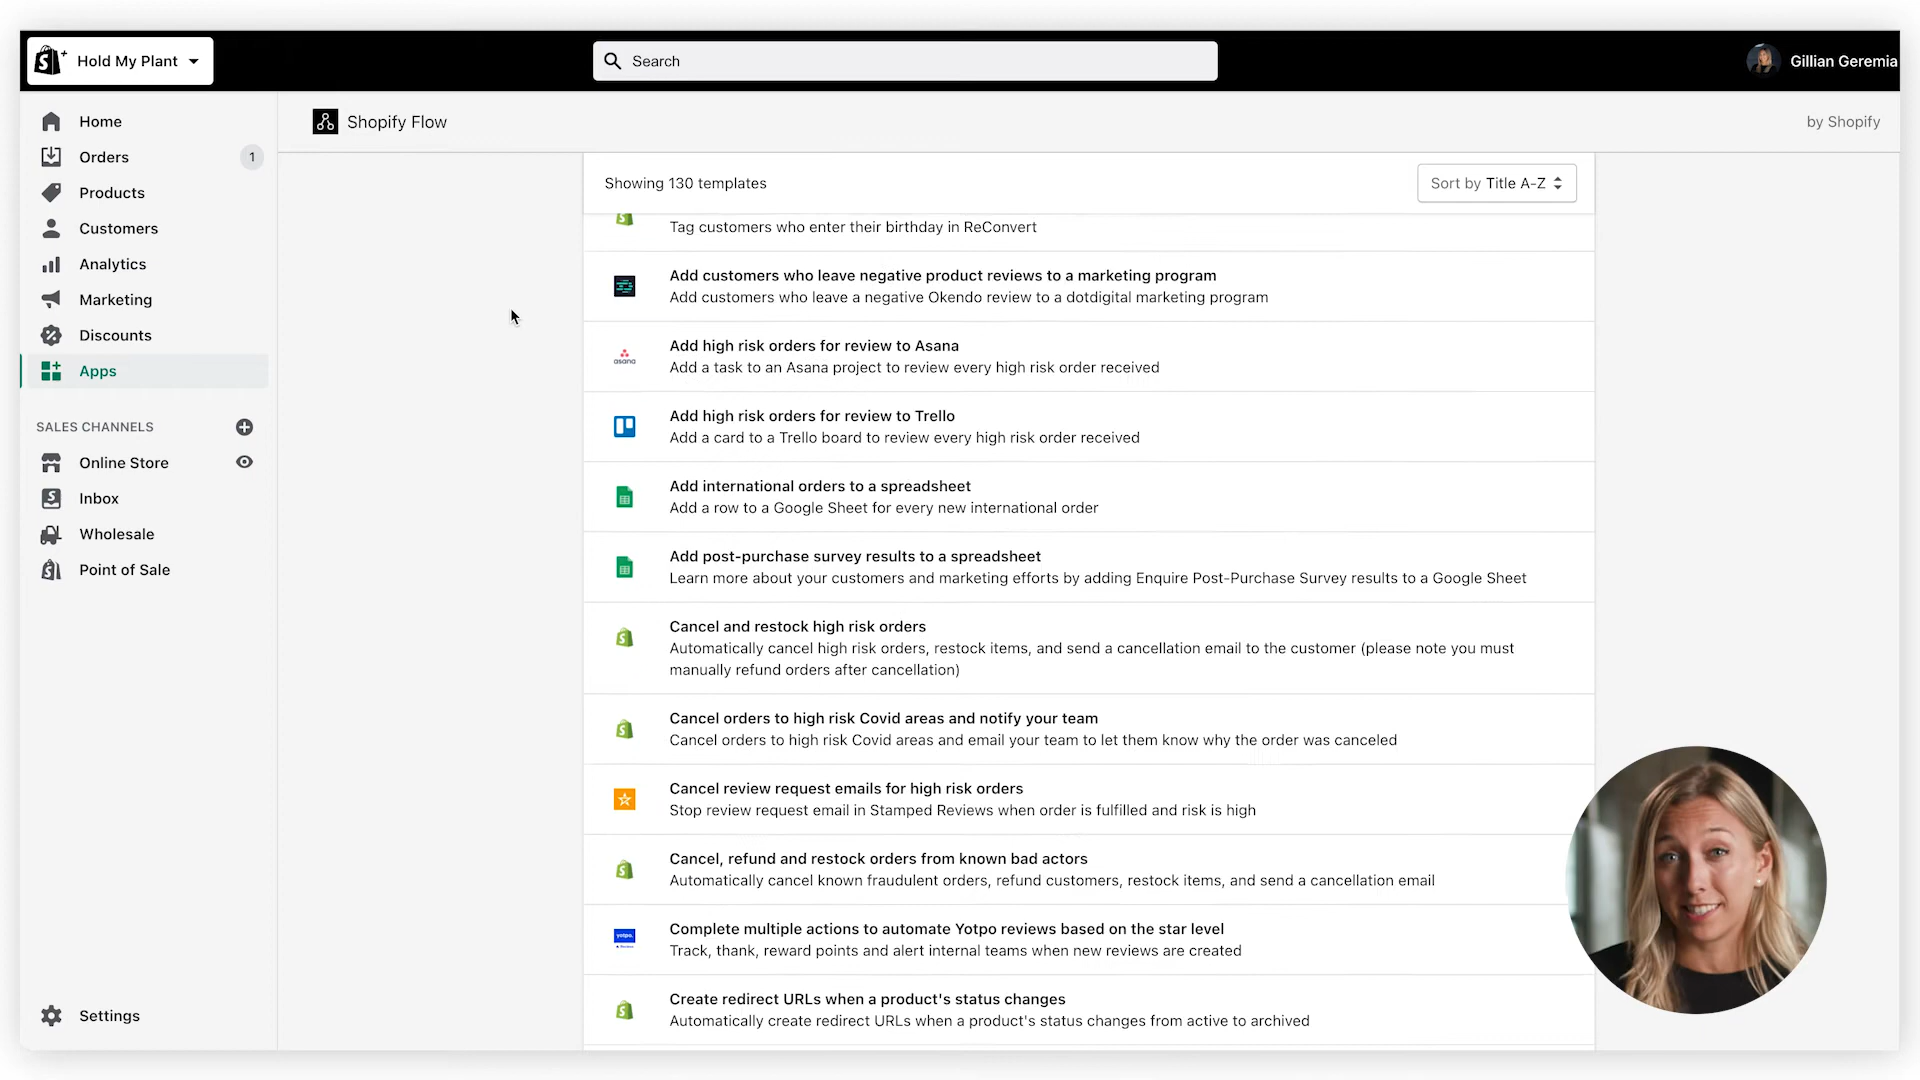 Hold My Plant
Search
Gillian Geremia
Home
Orders 1
Products
Customers
Analytics
Marketing
Discounts
Apps
SALES CHANNELS
Online Store
Inbox
Wholesale
Point of Sale
Settings
Shopify Flow
by Shopify
Showing 130 templates
Sort by Title A-Z
Tag customers who enter their birthday in ReConvert
Add customers who leave negative product reviews to a marketing program
Add customers who leave a negative Okendo review to a dotdigital marketing program
asana
Add high risk orders for review to Asana
Add a task to an Asana project to review every high risk order received
Add high risk orders for review to Trello
Add a card to a Trello board to review every high risk order received
Add international orders to a spreadsheet
Add a row to a Google Sheet for every new international order
Add post-purchase survey results to a spreadsheet
Learn more about your customers and marketing efforts by adding Enquire Post-Purchase Survey results to a Google Sheet
Cancel and restock high risk orders
Automatically cancel high risk orders, restock items, and send a cancellation email to the customer (please note you must
manually refund orders after cancellation)
Cancel orders to high risk Covid areas and notify your team
Cancel orders to high risk Covid areas and email your team to let them know why the order was canceled
Cancel review request emails for high risk orders
Stop review request email in Stamped Reviews when order is fulfilled and risk is high
Cancel, refund and restock orders from known bad actors
Automatically cancel known fraudulent orders, refund customers, restock items, and send a cancellation email
yotpo.
Complete multiple actions to automate Yotpo reviews based on the star level
Track, thank, reward points and alert internal teams when new reviews are created
Create redirect URLs when a product's status changes
Automatically create redirect URLs when a product's status changes from active to archived